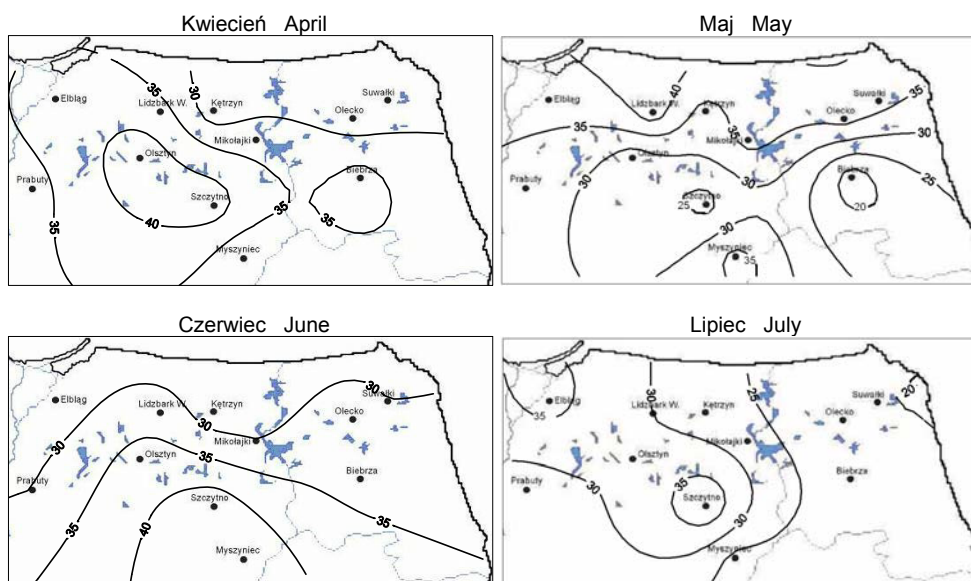 Kwiecień April
Maj May
30
35
Elbląg
Lidzbark W.
Kętrzyn
Suwałki
Olecko
Mikołajki
Olsztyn
Biebrza
Prabuty
Szczytno
35
35
35
40
Myszyniec
40
Elbląg
Lidzbark W.
Kętrzyn
Suwałki
35
Olecko
35
35
30
Mikołajki
Olsztyn
Biebrza
25
30
30
Prabuty
Szczytno
25
20
30
Myszyniec
35
Czerwiec June
Lipiec July
30
Suwałki
Elbląg
Lidzbark W.
Kętrzyn
30
Olecko
Mikołajki
30
35
Olsztyn
Biebrza
Prabuty
Szczytno
40
35
Myszyniec
20
25
30
Elbląg
35
Lidzbark W.
Kętrzyn
Suwałki
Olecko
Mikołajki
Olsztyn
Biebrza
35
30
Prabuty
Szczytno
30
Myszyniec